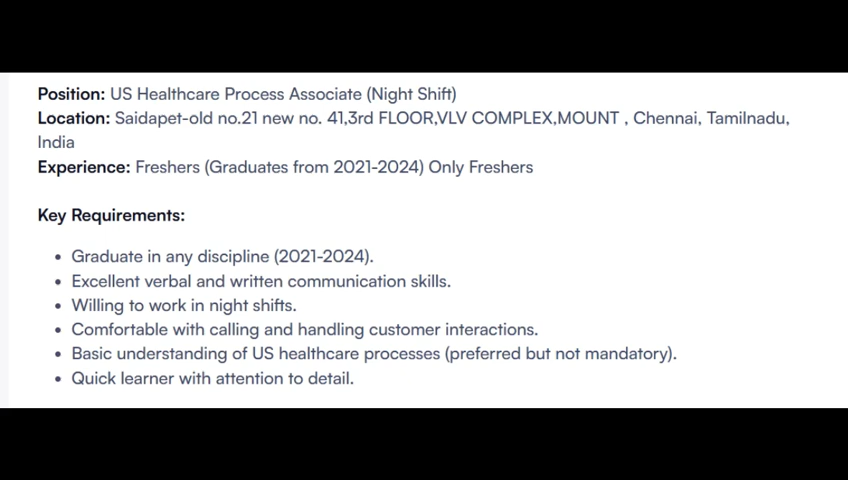 Position: US Healthcare Process Associate (Night Shift)
Location: Saidapet-old no.21 new no. 41,3rd FLOOR,VLV COMPLEX,MOUNT , Chennai, Tamilnadu,
India
Experience: Freshers (Graduates from 2021-2024) Only Freshers
Key Requirements:
• Graduate in any discipline (2021-2024).
• Excellent verbal and written communication skills.
• Willing to work in night shifts.
• Comfortable with calling and handling customer interactions.
• Basic understanding of US healthcare processes (preferred but not mandatory).
• Quick learner with attention to detail.